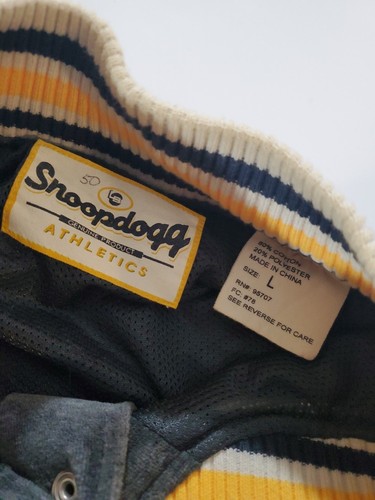 50
Snoopdogg
GENUINE PRODUCT
ATHLETICS
80% COTTON
20% POLYESTER
MADE IN CHINA
SIZE: L
RN# 98707
FC: #78
SEE REVERSE FOR CARE